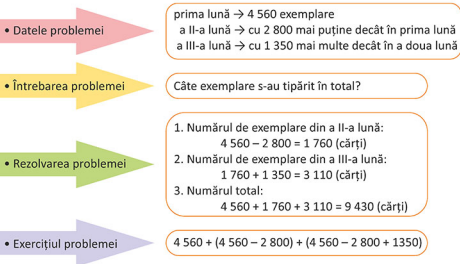 • Datele problemei
prima lună → 4 560 exemplare
a II-a lună → cu 2 800 mai puține decât în prima lună
a III-a lună → cu 1 350 mai multe decât în a doua lună
• Întrebarea problemei
Câte exemplare s-au tipărit în total?
• Rezolvarea problemei
1. Numărul de exemplare din a II-a lună:
4 560 – 2 800 = 1 760 (cărți)
2. Numărul de exemplare din a III-a lună:
1 760 + 1 350 = 3 110 (cărți)
3. Numărul total:
4 560 + 1 760 + 3 110 = 9 430 (cărți)
• Exercițiul problemei
4 560 + (4 560 – 2 800) + (4 560 – 2 800 + 1350)